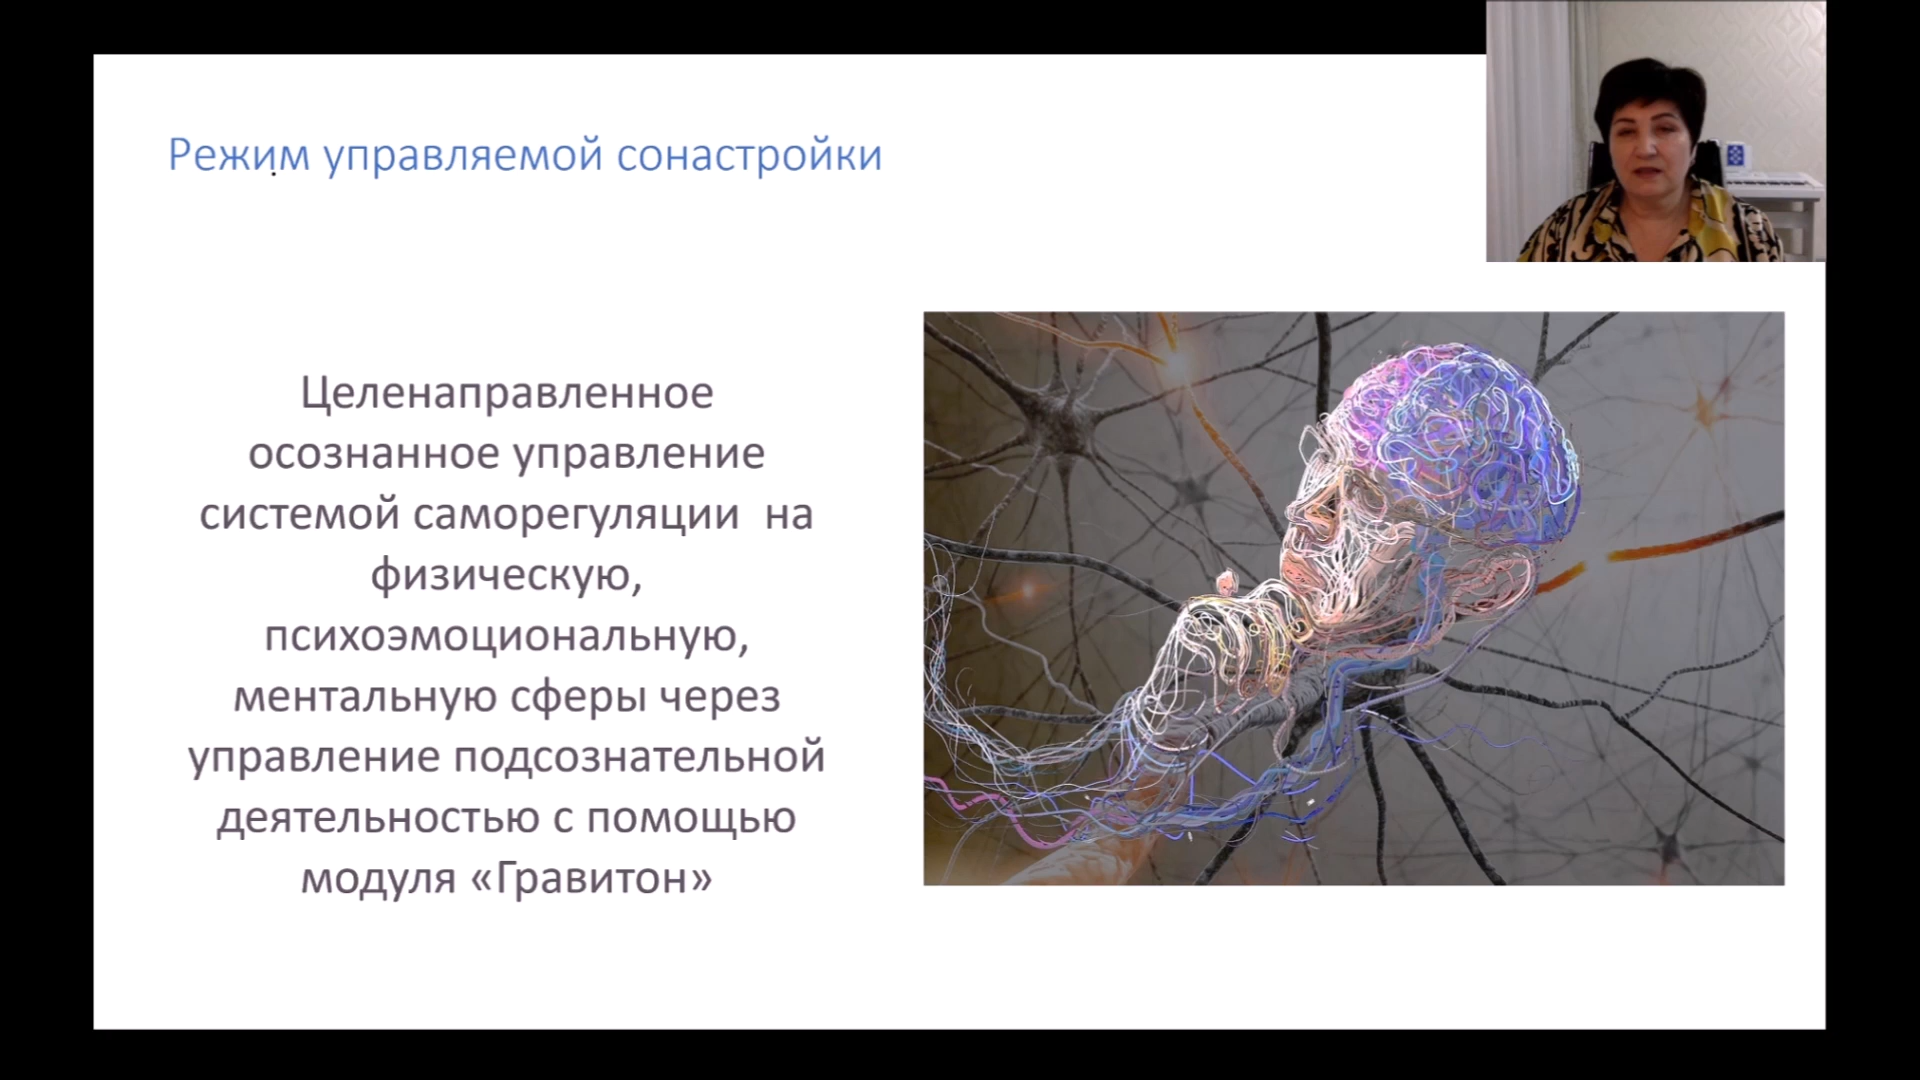 Режим управляемой сонастройки
Целенаправленное
осознанное управление
системой саморегуляции на
физическую,
психоэмоциональную,
ментальную сферы через
управление подсознательной
деятельностью с помощью
модуля «Гравитон»